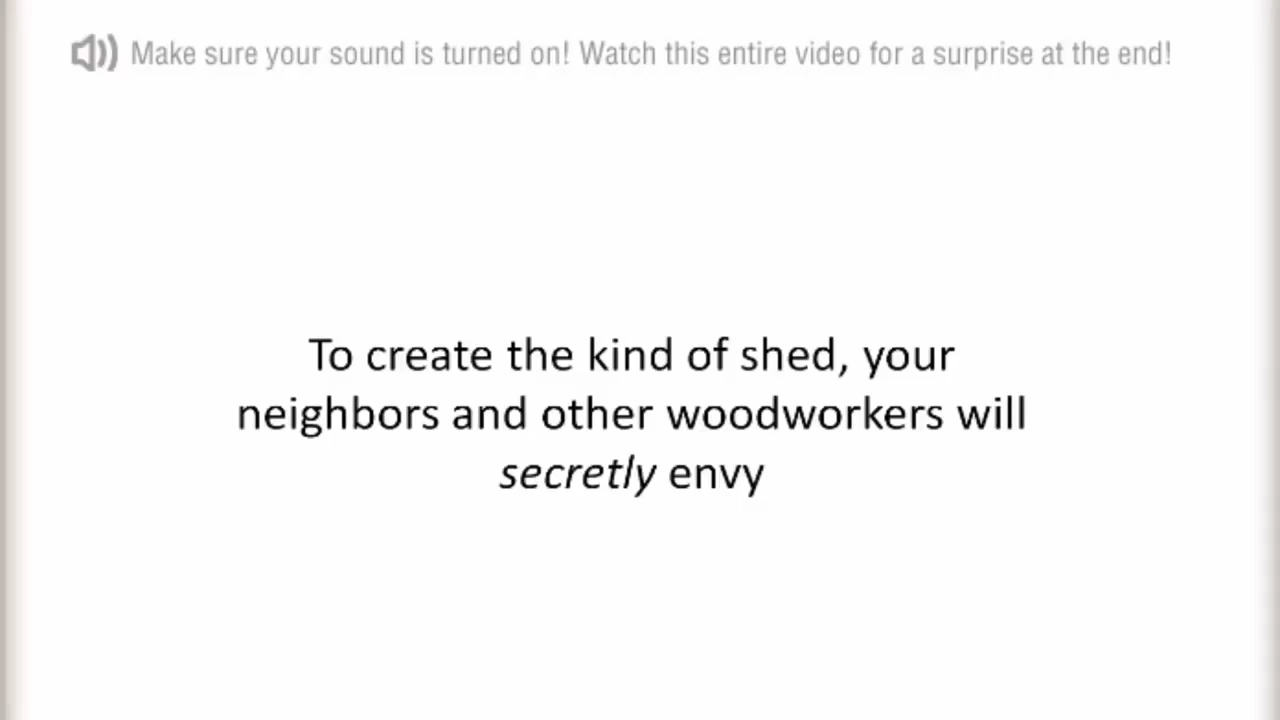 Make sure your sound is turned on! Watch this entire video for a surprise at the end!
To create the kind of shed, your
neighbors and other woodworkers will
secretly envy